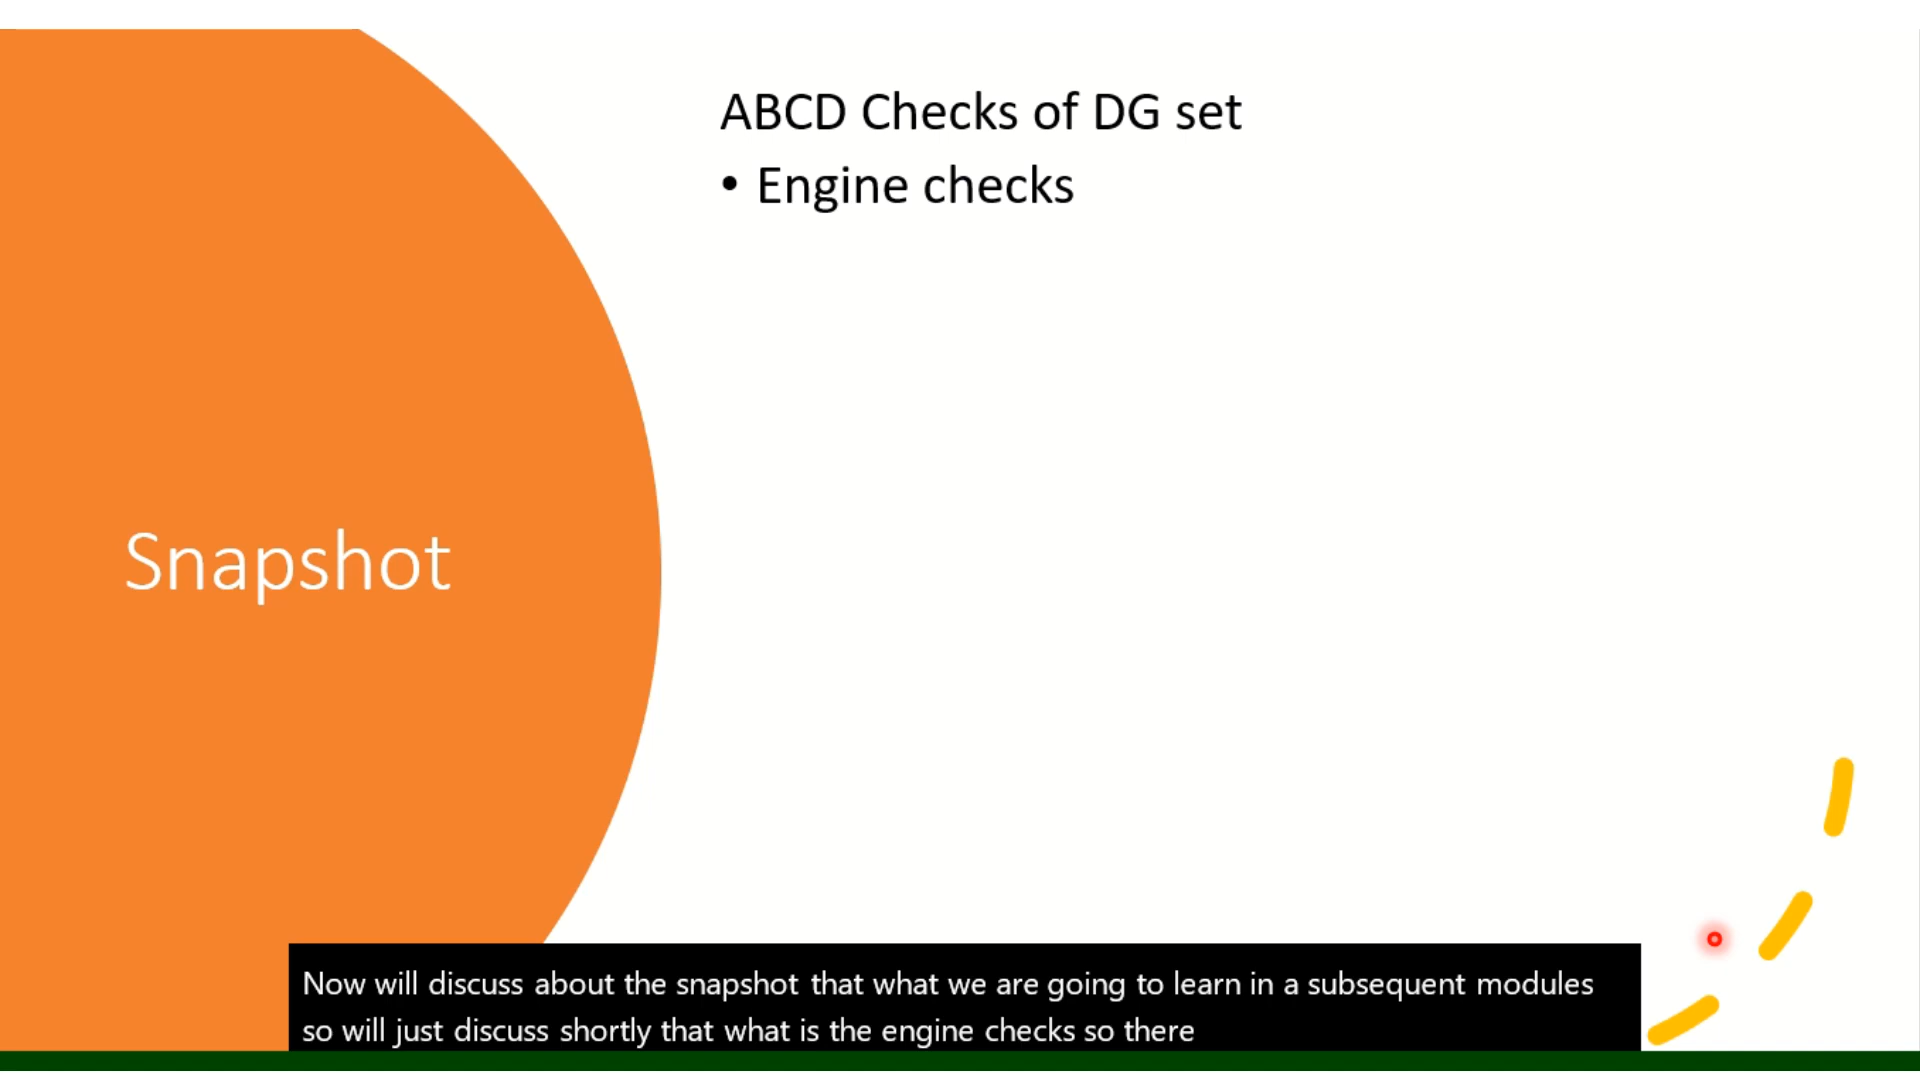 ABCD Checks of DG set
• Engine checks
Snapshot
Now will discuss about the snapshot that what we are going to learn in a subsequent modules
so will just discuss shortly that what is the engine checks so there